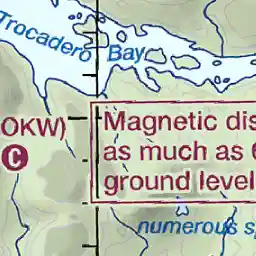 Trocadero Bay
OKW)
C
Magnetic dis
as much as 6
ground level
numerous s